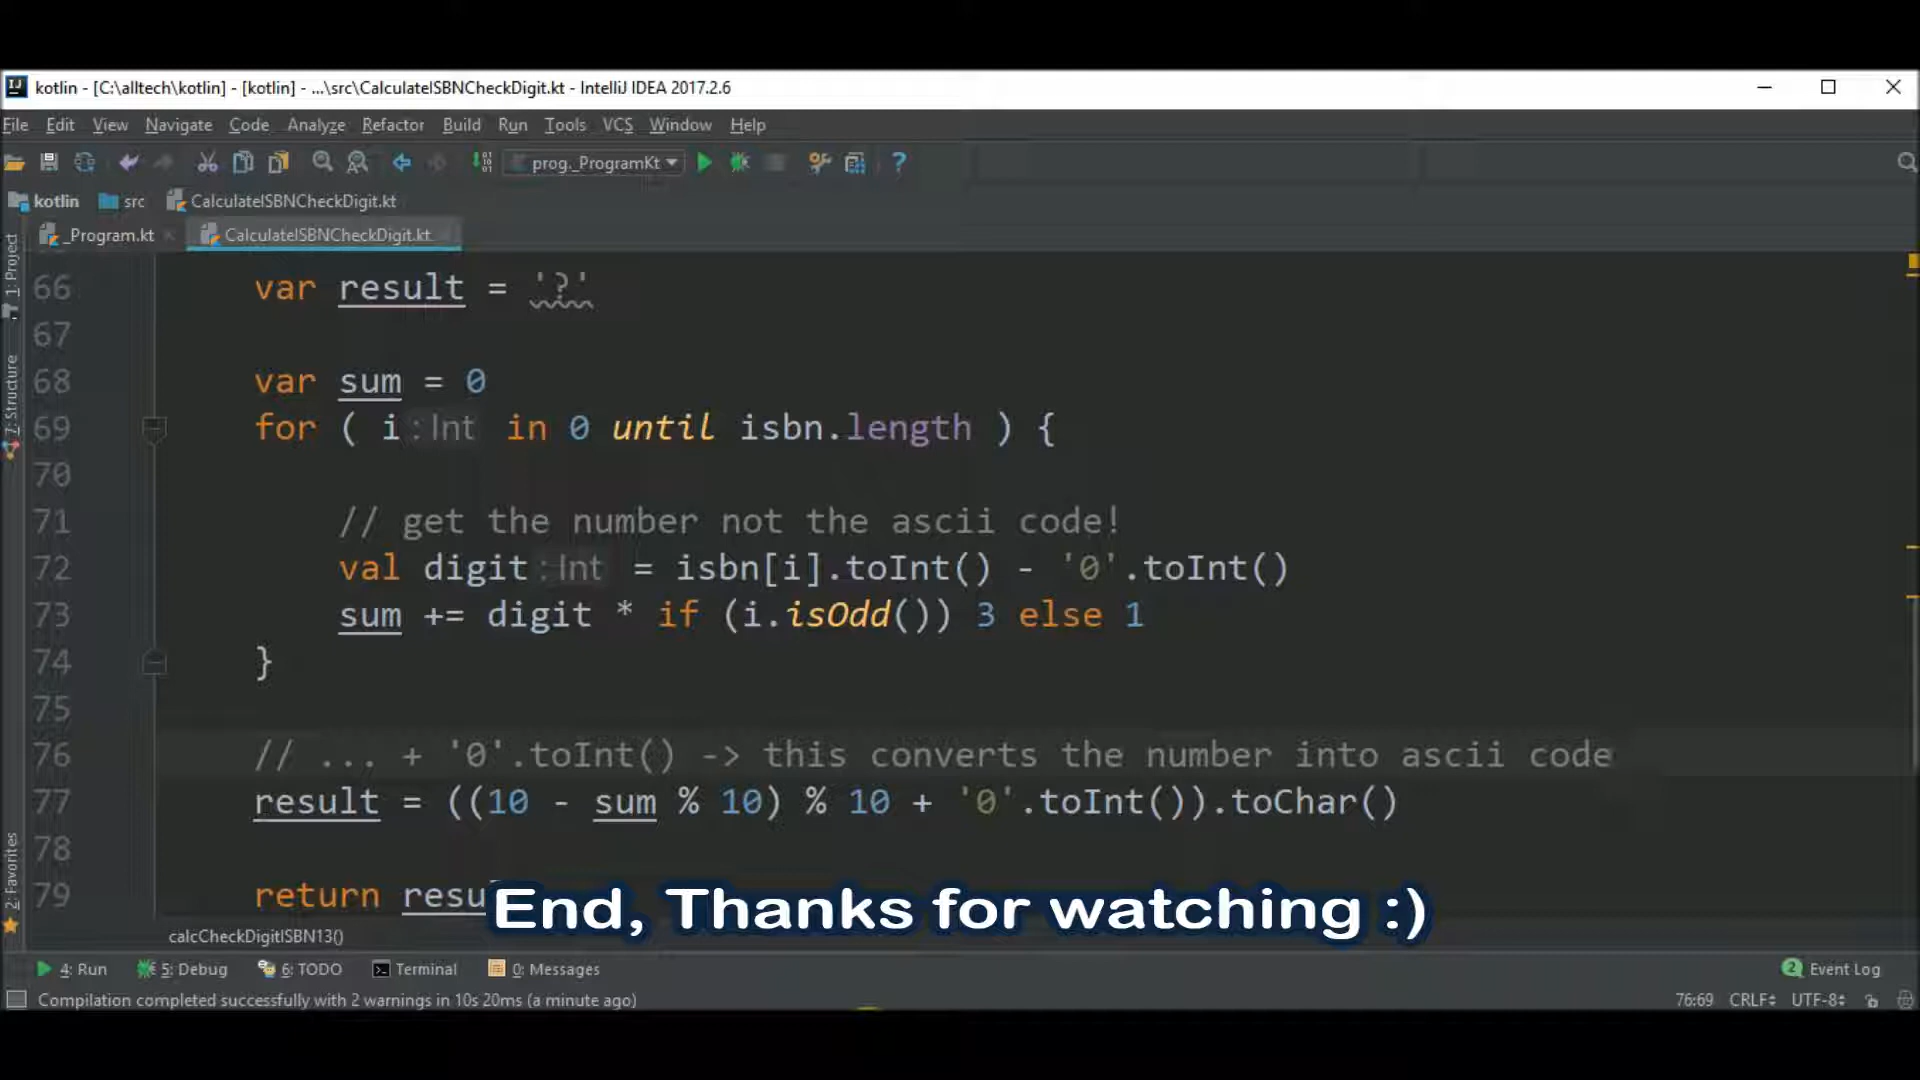 kotlin - [C:\alltech\kotlin] - [kotlin] - ...\src\CalculateISBNCheckDigit.kt - IntelliJ IDEA 2017.2.6
File Edit View Navigate Code Analyze Refactor Build Run Tools VCS Window Help
prog._ProgramKt
kotlin src CalculateISBNCheckDigit.kt
_Program.kt CalculateISBNCheckDigit.kt
1: Project
7: Structure
2: Favorites
66 var result = '?'
67
68 var sum = 0
69 for ( i:Int in 0 until isbn.length ) {
70
71 // get the number not the ascii code!
72 val digit:Int = isbn[i].toInt() - '0'.toInt()
73 sum += digit * if (i.isOdd()) 3 else 1
74 }
75
76 // ... + '0'.toInt() -> this converts the number into ascii code
77 result = ((10 - sum % 10) % 10 + '0'.toInt()).toChar()
78
79 return resu
End, Thanks for watching :)
calcCheckDigitISBN13()
4: Run 5: Debug 6: TODO Terminal 0: Messages 2 Event Log
Compilation completed successfully with 2 warnings in 10s 20ms (a minute ago) 76:69 CRLF UTF-8